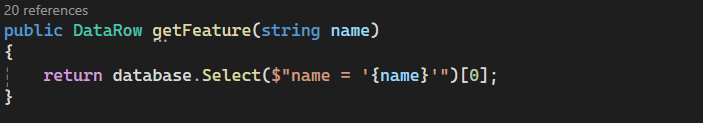 20 references
public DataRow getFeature(string name)
{
return database.Select($"name = '{name}'")[0];
}